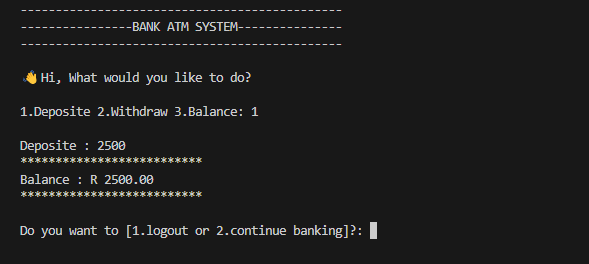 ----------------------------------------------
----------------BANK ATM SYSTEM---------------
----------------------------------------------
👋Hi, What would you like to do?
1.Deposite 2.Withdraw 3.Balance: 1
Deposite : 2500
**************************
Balance : R 2500.00
**************************
Do you want to [1.logout or 2.continue banking]?: